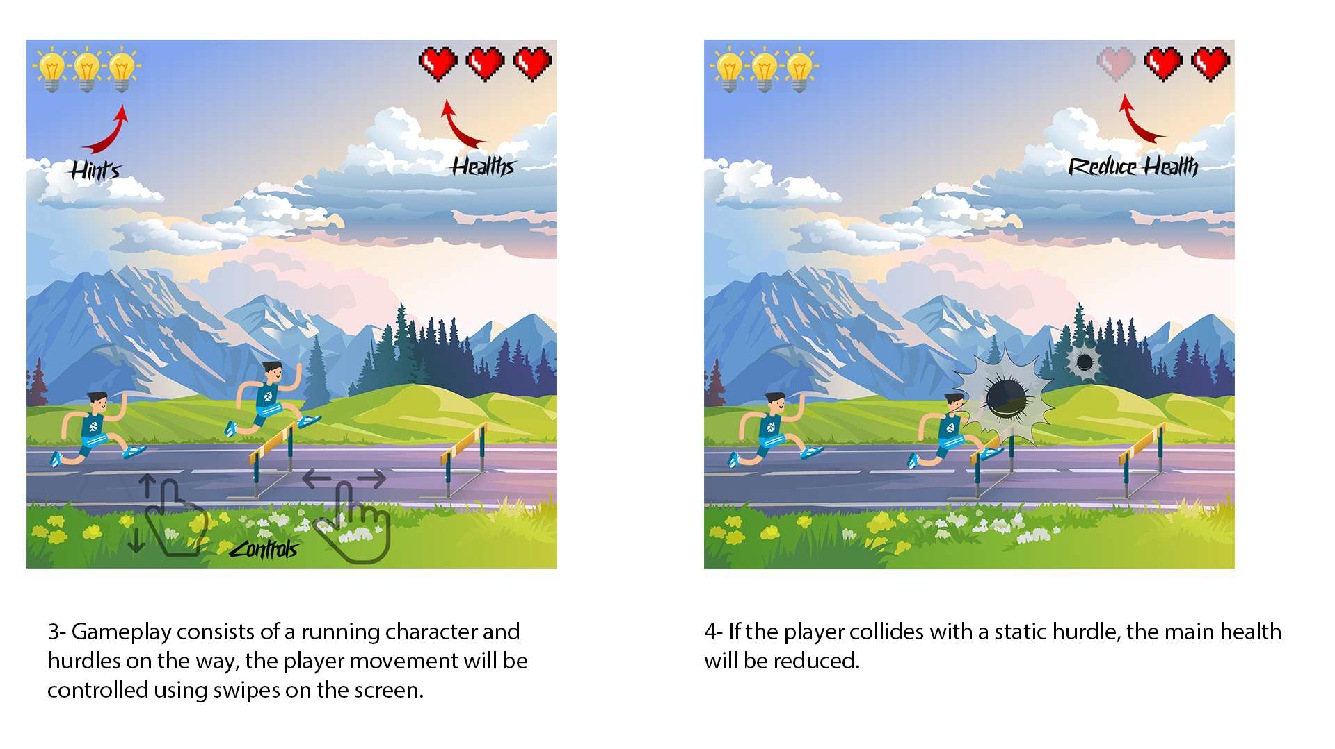 Hints
Healths
Controls
3- Gameplay consists of a running character and
hurdles on the way, the player movement will be
controlled using swipes on the screen.
Reduce Health
4- If the player collides with a static hurdle, the main health
will be reduced.